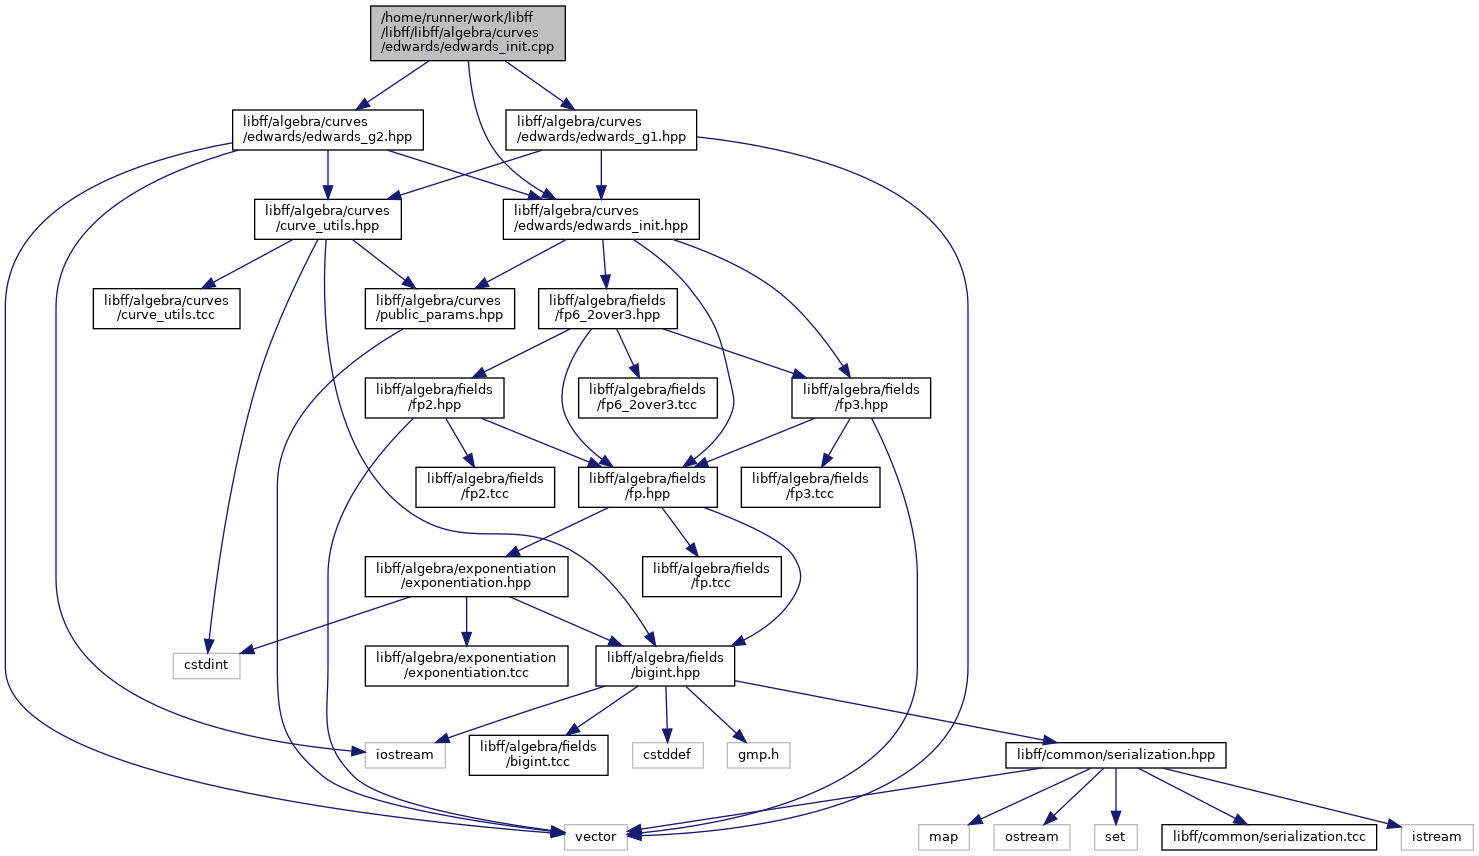 /home/runner/work/libff
/libff/libff/algebra/curves
/edwards/edwards_init.cpp
libff/algebra/curves
/edwards/edwards_g2.hpp
libff/algebra/curves
/edwards/edwards_g1.hpp
libff/algebra/curves
/curve_utils.hpp
libff/algebra/curves
/edwards/edwards_init.hpp
libff/algebra/curves
/curve_utils.tcc
libff/algebra/curves
/public_params.hpp
libff/algebra/fields
/fp6_2over3.hpp
libff/algebra/fields
/fp2.hpp
libff/algebra/fields
/fp6_2over3.tcc
libff/algebra/fields
/fp3.hpp
libff/algebra/fields
/fp2.tcc
libff/algebra/fields
/fp.hpp
libff/algebra/fields
/fp3.tcc
libff/algebra/exponentiation
/exponentiation.hpp
libff/algebra/fields
/fp.tcc
cstdint
libff/algebra/exponentiation
/exponentiation.tcc
libff/algebra/fields
/bigint.hpp
iostream
libff/algebra/fields
/bigint.tcc
cstddef
gmp.h
libff/common/serialization.hpp
vector
map
ostream
set
libff/common/serialization.tcc
istream